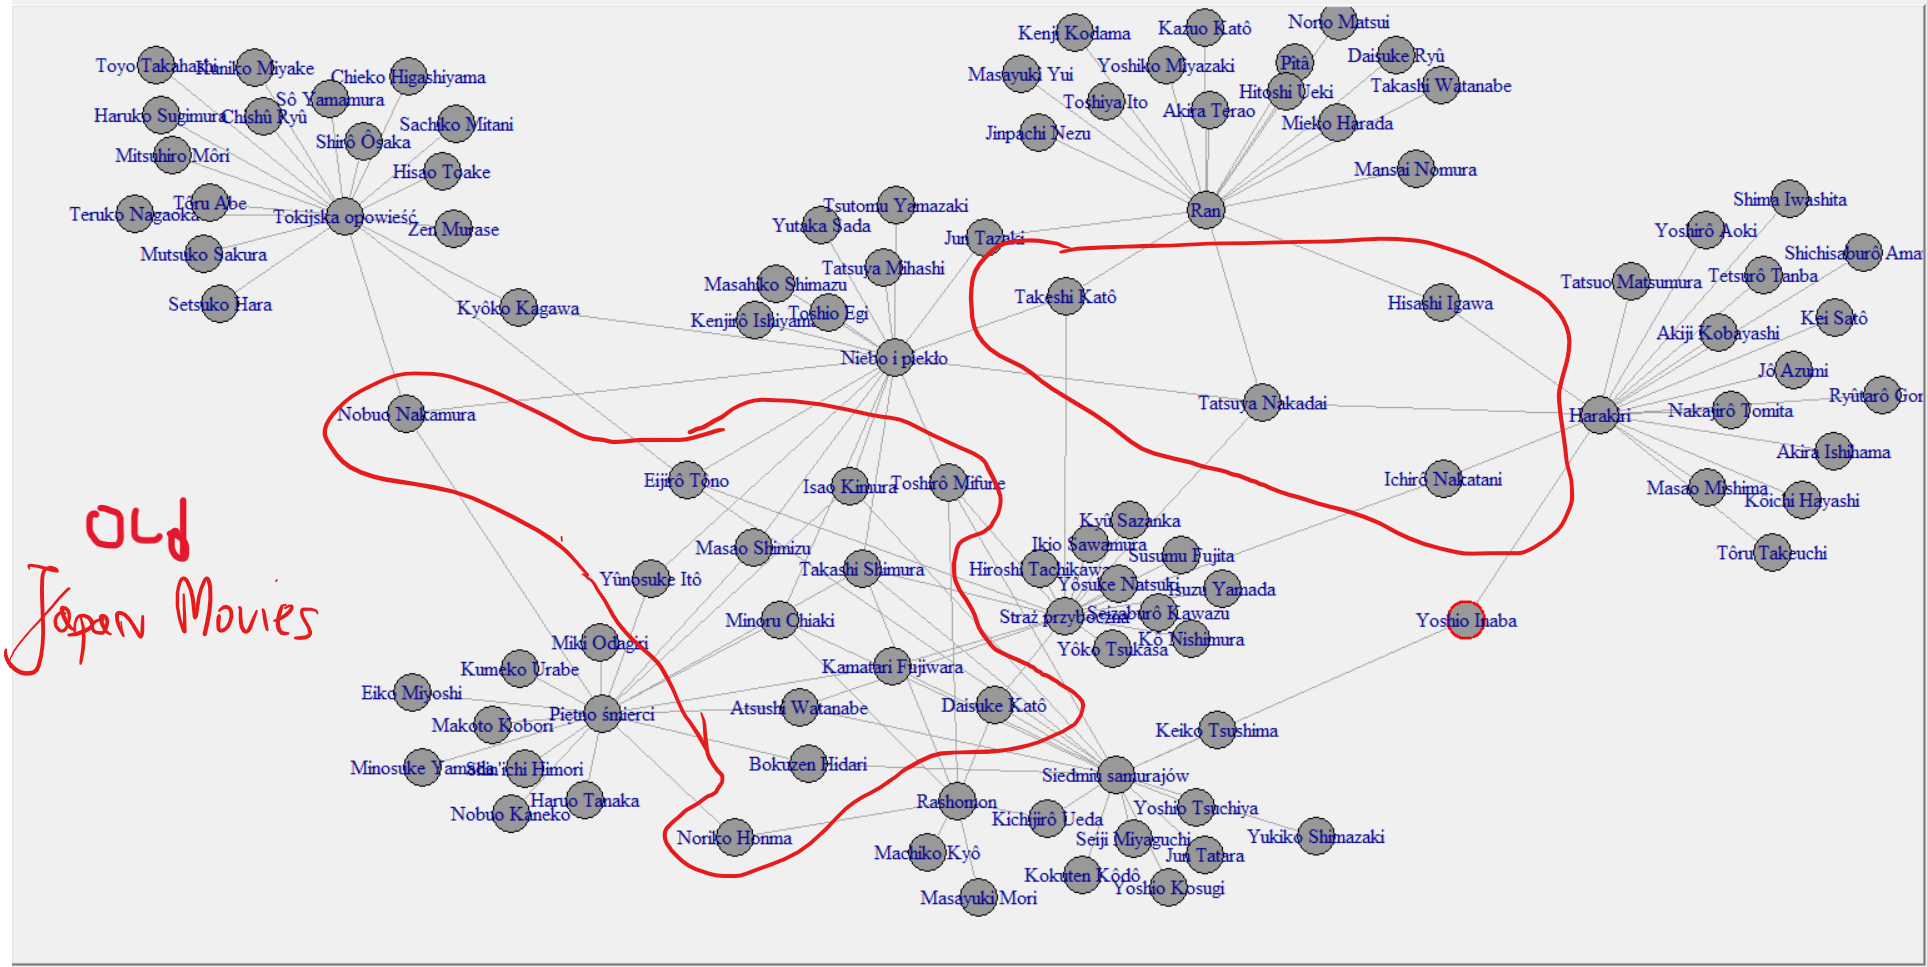 Nono Matsui
Kazuo Katô
Kenji Kodama
Daisuke Ryû
Pîtâ
Yoshiko Miyazaki
Masayuki Yui
Takashi Watanabe
Hitoshi Ueki
Toshiya Ito
Akira Terao
Mieko Harada
Jinpachi Nezu
Mansai Nomura
Ran
Toyo Takahashi
Kuniko Miyake
Chieko Higashiyama
Sô Yamamura
Haruko Sugimura
Chishû Ryû
Sachiko Mitani
Shirô Ôsaka
Mitsuhiro Môri
Hisao Toake
Tôru Abe
Teruko Nagaoka
Tokijska opowieść
Zen Murase
Mutsuko Sakura
Setsuko Hara
Kyôko Kagawa
Tsutomu Yamazaki
Yutaka Sada
Jun Tazaki
Tatsuya Mihashi
Masahiko Shimazu
Toshio Egi
Kenjirô Ishiyama
Niebo i piekło
Takeshi Katô
Hisashi Igawa
Shima Iwashita
Yoshirô Aoki
Shichisaburô Ama
Tetsurô Tanba
Tatsuo Matsumura
Kei Satô
Akiji Kobayashi
Jô Azumi
Ryûtarô Gor
Nakajirô Tomita
Harakiri
Tatsuya Nakadai
Akira Ishihama
Masao Mishima
Kôichi Hayashi
Tôru Takeuchi
Ichirô Nakatani
Nobuo Nakamura
Eijirô Tôno
Isao Kimura
Toshirô Mifune
OLd
Japan Movies
Masao Shimizu
Takashi Shimura
Yûnosuke Itô
Minoru Chiaki
Kyû Sazanka
Ikio Sawamura
Susumu Fujita
Hiroshi Tachikawa
Yôsuke Natsuki
Isuzu Yamada
Seizaburô Kawazu
Straż przyboczna
Kô Nishimura
Yôko Tsukasa
Yoshio Inaba
Miki Odagiri
Kumeko Urabe
Kamatari Fujiwara
Eiko Miyoshi
Makoto Kobori
Piętno śmierci
Atsushi Watanabe
Daisuke Katô
Keiko Tsushima
Minosuke Yamada
Shin'ichi Himori
Bokuzen Hidari
Siedmiu samurajów
Haruo Tanaka
Nobuo Kaneko
Rashomon
Yoshio Tsuchiya
Kichijirô Ueda
Noriko Honma
Seiji Miyaguchi
Yukiko Shimazaki
Machiko Kyô
Jun Tatara
Kokuten Kôdô
Yoshio Kosugi
Masayuki Mori